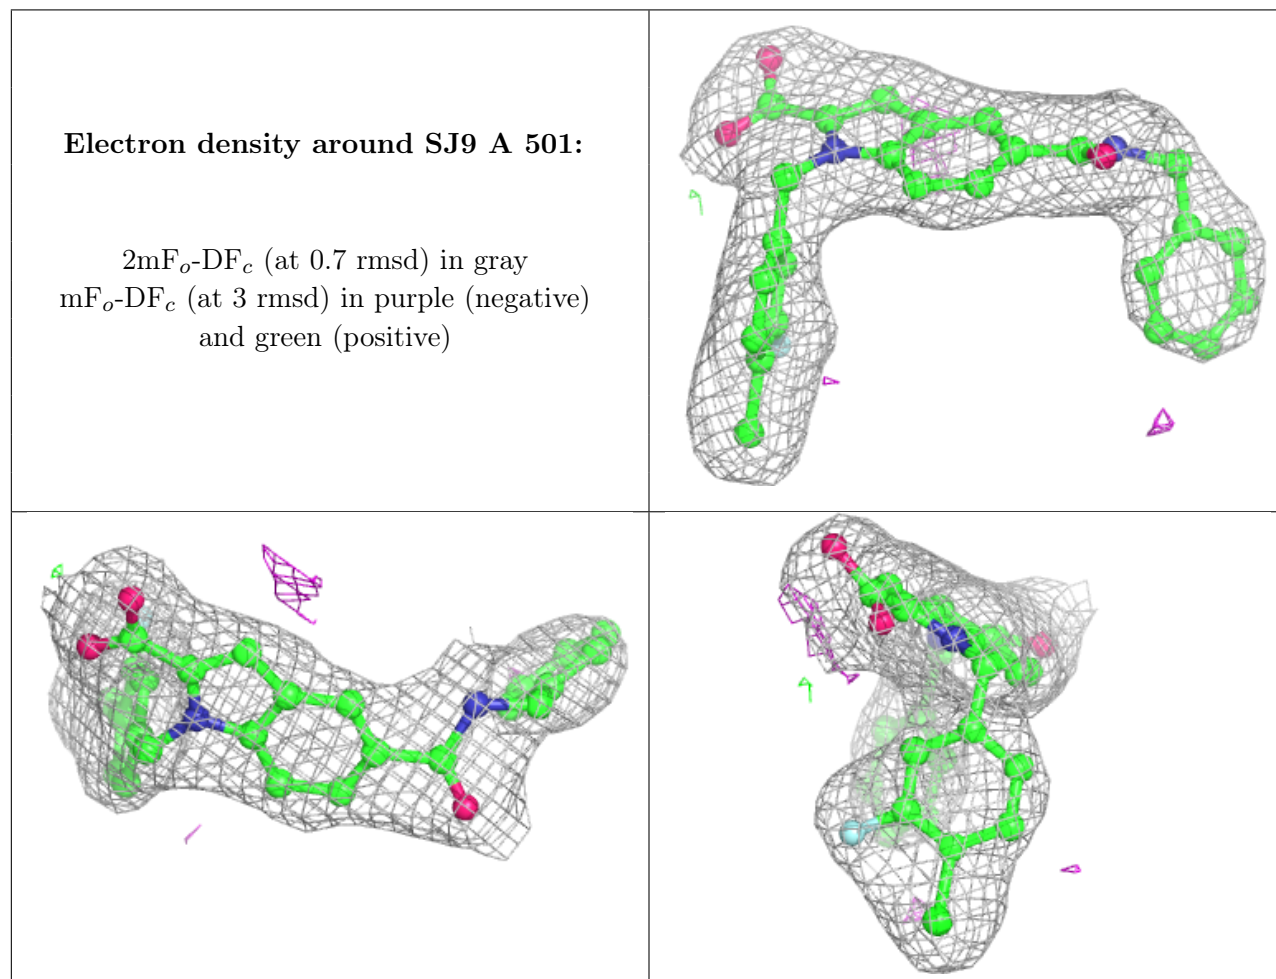 Electron density around SJ9 A 501:
2mFo-DFc (at 0.7 rmsd) in gray
mFo-DFc (at 3 rmsd) in purple (negative)
and green (positive)